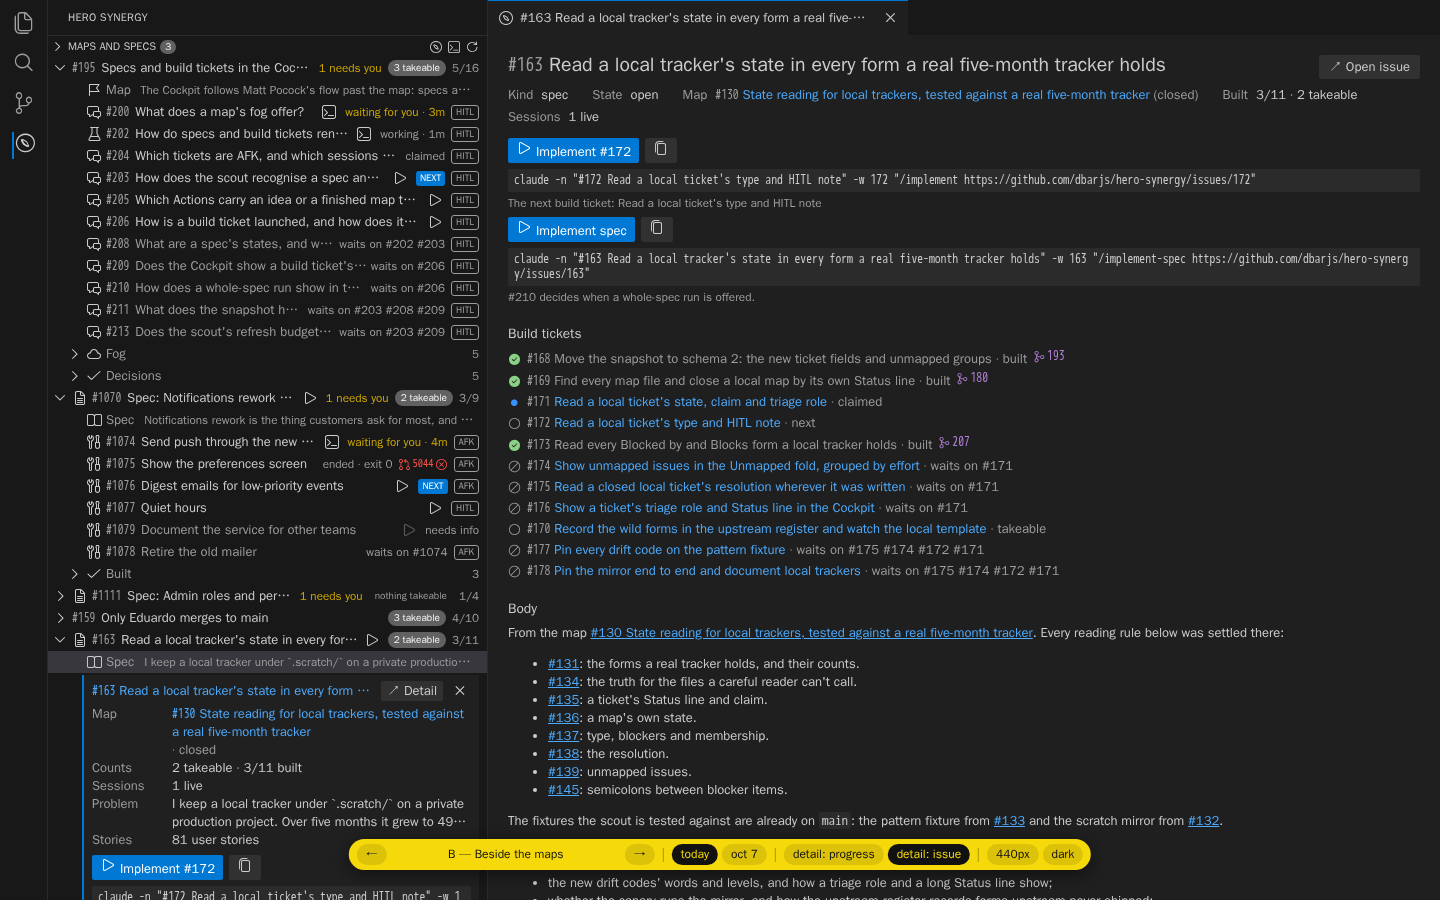 HERO SYNERGY
MAPS AND SPECS 3
#195 Specs and build tickets in the Coc… 1 needs you 3 takeable 5/16
Map The Cockpit follows Matt Pocock's flow past the map: specs a…
#200 What does a map's fog offer? waiting for you · 3m HITL
#202 How do specs and build tickets ren… working · 1m HITL
#204 Which tickets are AFK, and which sessions … claimed HITL
#203 How does the scout recognise a spec an… NEXT HITL
#205 Which Actions carry an idea or a finished map t… HITL
#206 How is a build ticket launched, and how does it… HITL
#208 What are a spec's states, and w… waits on #202 #203 HITL
#209 Does the Cockpit show a build ticket's… waits on #206 HITL
#210 How does a whole-spec run show in t… waits on #206 HITL
#211 What does the snapshot h… waits on #203 #208 #209 HITL
#213 Does the scout's refresh budget… waits on #203 #209 HITL
Fog 5
Decisions 5
#1070 Spec: Notifications rework … 1 needs you 2 takeable 3/9
Spec Notifications rework is the thing customers ask for most, and …
#1074 Send push through the new … waiting for you · 4m AFK
#1075 Show the preferences screen ended · exit 0 5044 AFK
#1076 Digest emails for low-priority events NEXT AFK
#1077 Quiet hours HITL
#1079 Document the service for other teams needs info
#1078 Retire the old mailer waits on #1074 AFK
Built 3
#1111 Spec: Admin roles and per… 1 needs you nothing takeable 1/4
#159 Only Eduardo merges to main 3 takeable 4/10
#163 Read a local tracker's state in every for… 2 takeable 3/11
Spec I keep a local tracker under `.scratch/` on a private productio…
#163 Read a local tracker's state in every form … ↗ Detail
Map #130 State reading for local trackers, tested against
a real five-month tracker
· closed
Counts 2 takeable · 3/11 built
Sessions 1 live
Problem I keep a local tracker under `.scratch/` on a private
production project. Over five months it grew to 49…
Stories 81 user stories
Implement #172
claude -n "#172 Read a local ticket's type and HITL note" -w 1
#163 Read a local tracker's state in every form a real five-…
#163 Read a local tracker's state in every form a real five-month tracker holds
↗ Open issue
Kind spec State open Map #130 State reading for local trackers, tested against a real five-month tracker (closed) Built 3/11 · 2 takeable
Sessions 1 live
Implement #172
claude -n "#172 Read a local ticket's type and HITL note" -w 172 "/implement https://github.com/dbarjs/hero-synergy/issues/172"
The next build ticket: Read a local ticket's type and HITL note
Implement spec
claude -n "#163 Read a local tracker's state in every form a real five-month tracker holds" -w 163 "/implement-spec https://github.com/dbarjs/hero-synerg
y/issues/163"
#210 decides when a whole-spec run is offered.
Build tickets
#168 Move the snapshot to schema 2: the new ticket fields and unmapped groups · built 193
#169 Find every map file and close a local map by its own Status line · built 180
#171 Read a local ticket's state, claim and triage role · claimed
#172 Read a local ticket's type and HITL note · next
#173 Read every Blocked by and Blocks form a local tracker holds · built 207
#174 Show unmapped issues in the Unmapped fold, grouped by effort · waits on #171
#175 Read a closed local ticket's resolution wherever it was written · waits on #171
#176 Show a ticket's triage role and Status line in the Cockpit · waits on #171
#170 Record the wild forms in the upstream register and watch the local template · takeable
#177 Pin every drift code on the pattern fixture · waits on #175 #174 #172 #171
#178 Pin the mirror end to end and document local trackers · waits on #175 #174 #172 #171
Body
From the map #130 State reading for local trackers, tested against a real five-month tracker. Every reading rule below was settled there:
• #131: the forms a real tracker holds, and their counts.
• #134: the truth for the files a careful reader can't call.
• #135: a ticket's Status line and claim.
• #136: a map's own state.
• #137: type, blockers and membership.
• #138: the resolution.
• #139: unmapped issues.
• #145: semicolons between blocker items.
The fixtures the scout is tested against are already on main: the pattern fixture from #133 and the scratch mirror from #132.
← B — Beside the maps → today oct 7 detail: progress detail: issue 440px dark
• the new drift codes' words and levels, and how a triage role and a long Status line show;